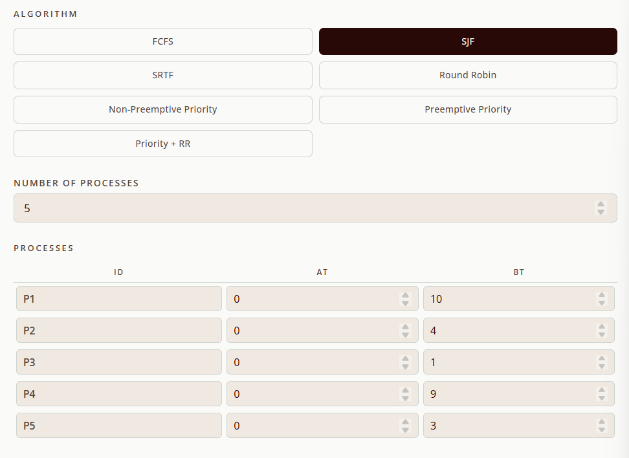 ALGORITHM
FCFS SJF
SRTF Round Robin
Non-Preemptive Priority Preemptive Priority
Priority + RR
NUMBER OF PROCESSES
5
PROCESSES
ID AT BT
P1 0 10
P2 0 4
P3 0 1
P4 0 9
P5 0 3